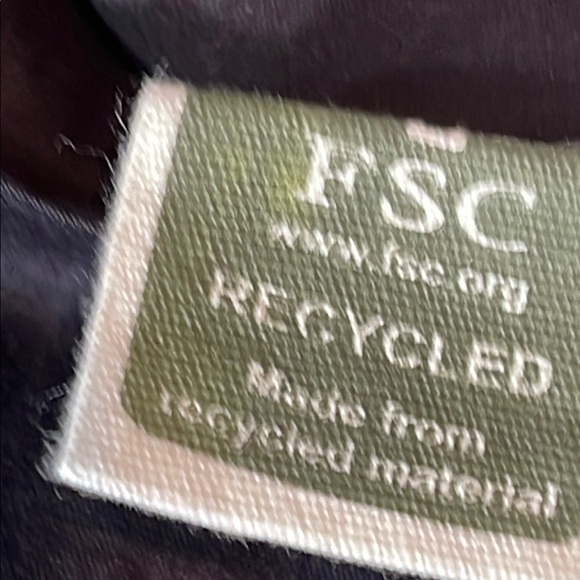 FSC
www.fsc.org
RECYCLED
Made from
recycled material